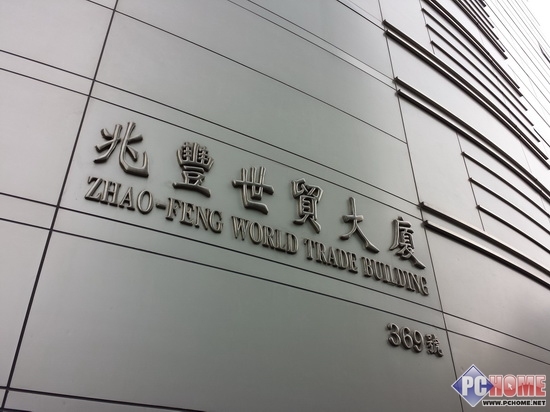 兆豐世貿大廈
ZHAO-FENG WORLD TRADE BUILDING
369號
PCHOME
WWW.PCHOME.NET